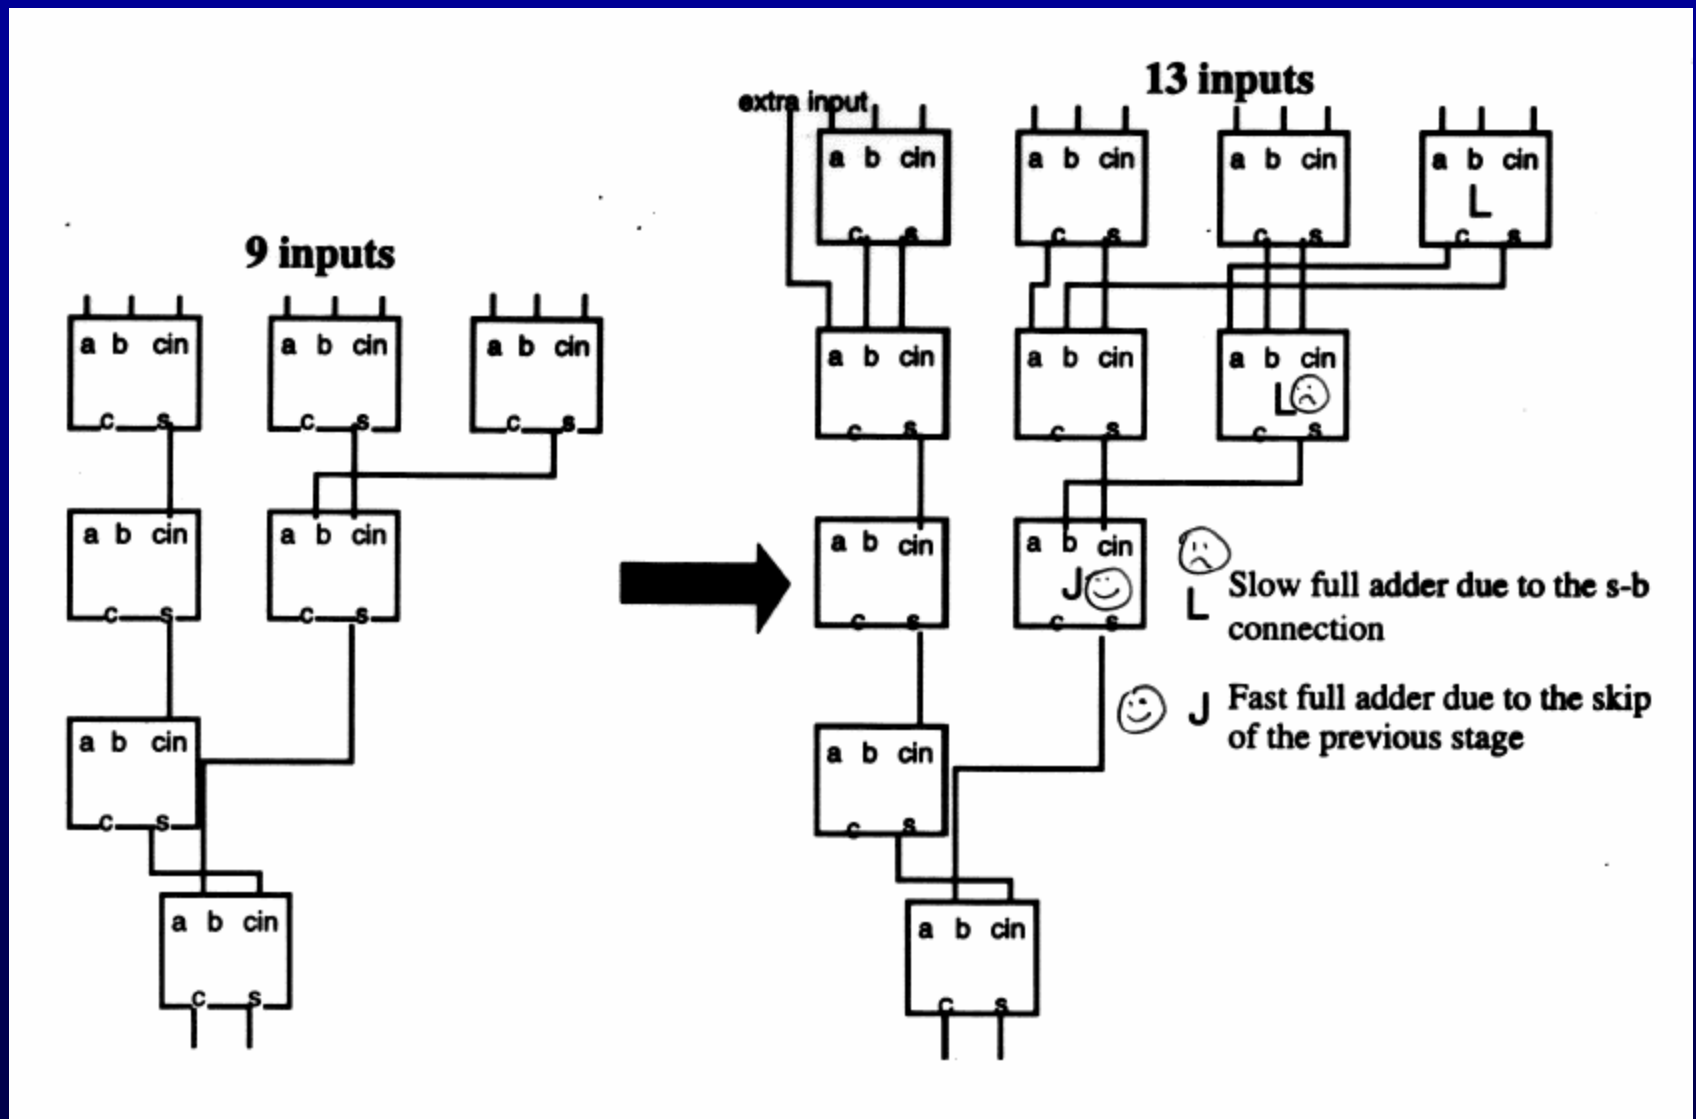 9 inputs
a b cin
c s
a b cin
c s
a b cin
c s
a b cin
c s
a b cin
c s
a b cin
c s
a b cin
c s
13 inputs
extra input
a b cin
c s
a b cin
c s
a b cin
c s
a b cin
L
c s
a b cin
c s
a b cin
c s
a b cin
L
c s
a b cin
c s
a b cin
J
c s
L Slow full adder due to the s-b
connection
J Fast full adder due to the skip
of the previous stage
a b cin
c s
a b cin
c s